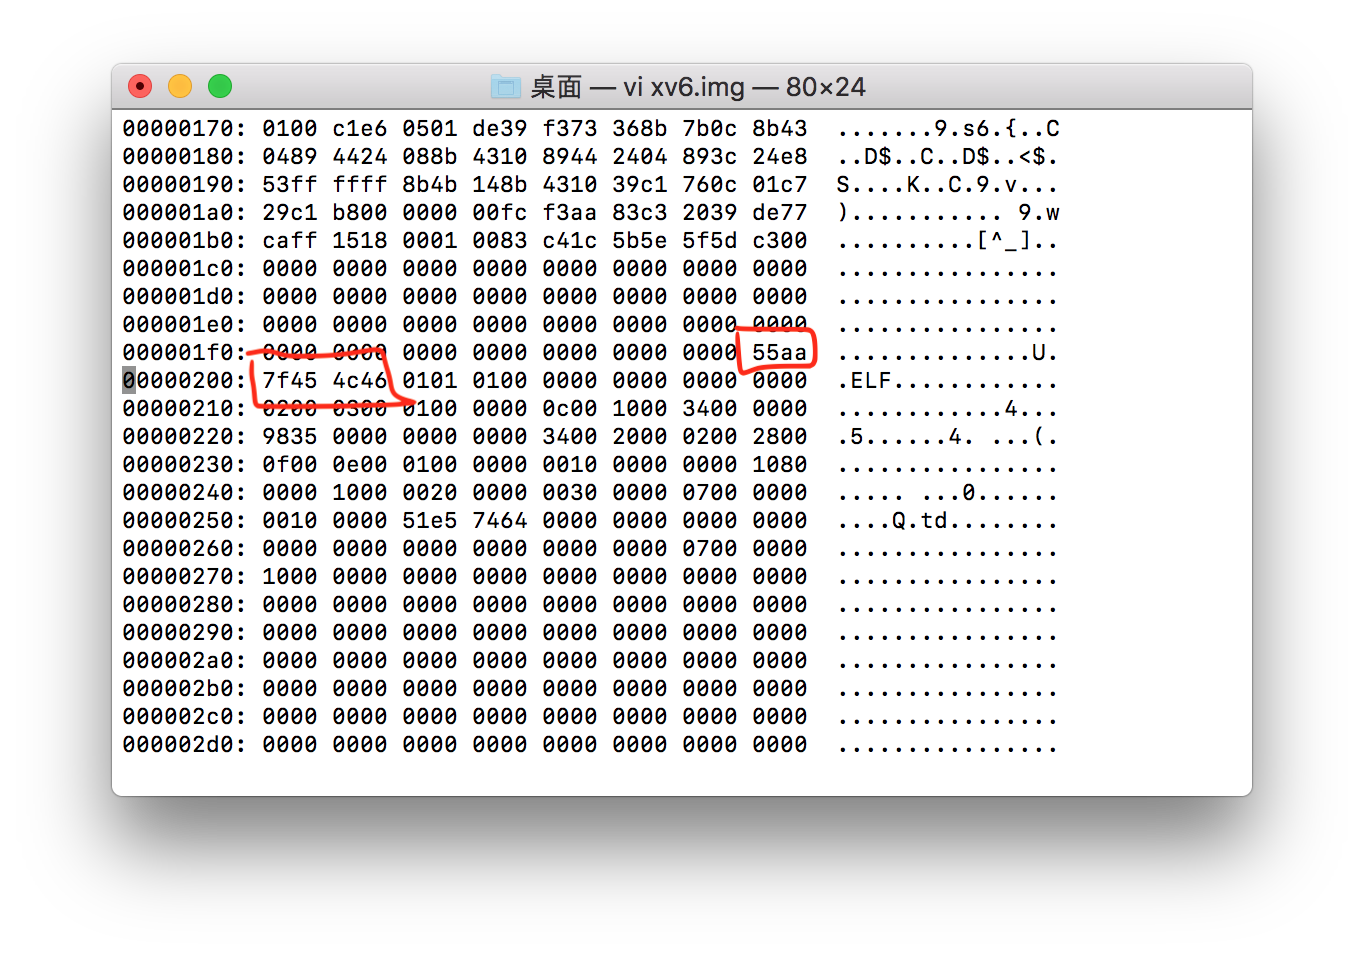 桌面 — vi xv6.img — 80×24
00000170: 0100 c1e6 0501 de39 f373 368b 7b0c 8b43 .......9.s6.{..C
00000180: 0489 4424 088b 4310 8944 2404 893c 24e8 ..D$..C..D$..<$.
00000190: 53ff ffff 8b4b 148b 4310 39c1 760c 01c7 S....K..C.9.v...
000001a0: 29c1 b800 0000 00fc f3aa 83c3 2039 de77 )........... 9.w
000001b0: caff 1518 0001 0083 c41c 5b5e 5f5d c300 ..........[^_]..
000001c0: 0000 0000 0000 0000 0000 0000 0000 0000 ................
000001d0: 0000 0000 0000 0000 0000 0000 0000 0000 ................
000001e0: 0000 0000 0000 0000 0000 0000 0000 0000 ................
000001f0: 0000 0000 0000 0000 0000 0000 0000 55aa ..............U.
00000200: 7f45 4c46 0101 0100 0000 0000 0000 0000 .ELF............
00000210: 0200 0300 0100 0000 0c00 1000 3400 0000 ............4...
00000220: 9835 0000 0000 0000 3400 2000 0200 2800 .5......4. ...(.
00000230: 0f00 0e00 0100 0000 0010 0000 0000 1080 ................
00000240: 0000 1000 0020 0000 0030 0000 0700 0000 ..... ...0......
00000250: 0010 0000 51e5 7464 0000 0000 0000 0000 ....Q.td........
00000260: 0000 0000 0000 0000 0000 0000 0700 0000 ................
00000270: 1000 0000 0000 0000 0000 0000 0000 0000 ................
00000280: 0000 0000 0000 0000 0000 0000 0000 0000 ................
00000290: 0000 0000 0000 0000 0000 0000 0000 0000 ................
000002a0: 0000 0000 0000 0000 0000 0000 0000 0000 ................
000002b0: 0000 0000 0000 0000 0000 0000 0000 0000 ................
000002c0: 0000 0000 0000 0000 0000 0000 0000 0000 ................
000002d0: 0000 0000 0000 0000 0000 0000 0000 0000 ................